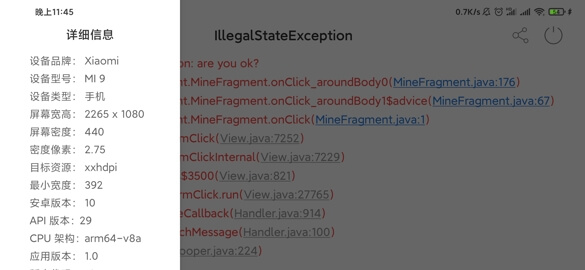 晚上11:45
0.7K/s
详细信息
IllegalStateException
设备品牌： Xiaomi
设备型号： MI 9
设备类型： 手机
屏幕宽高： 2265 x 1080
屏幕密度： 440
密度像素： 2.75
目标资源： xxhdpi
最小宽度： 392
安卓版本： 10
API 版本： 29
CPU 架构： arm64-v8a
应用版本： 1.0
on: are you ok?
t.MineFragment.onClick_aroundBody0(MineFragment.java:176)
t.MineFragment.onClick_aroundBody1$advice(MineFragment.java:67)
t.MineFragment.onClick(MineFragment.java:1)
rmClick(View.java:7252)
rmClickInternal(View.java:7229)
$3500(View.java:821)
ormClick.run(View.java:27765)
eCallback(Handler.java:914)
tchMessage(Handler.java:100)
ooper.java:224)